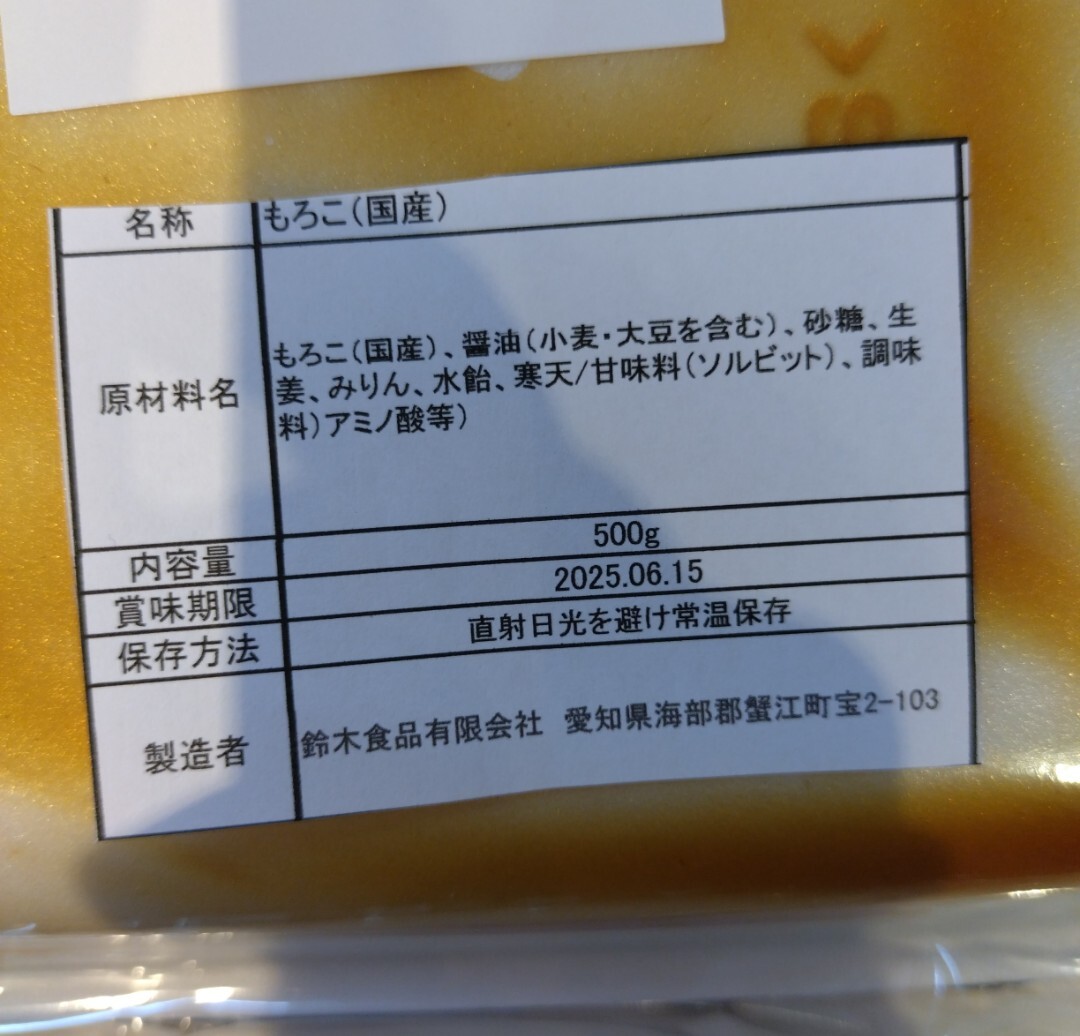 名称 もろこ(国産)
原材料名
もろこ(国産)、醤油(小麦・大豆を含む)、砂糖、生
姜、みりん、水飴、寒天/甘味料(ソルビット)、調味
料)アミノ酸等)
内容量 500g
賞味期限 2025.06.15
保存方法 直射日光を避け常温保存
製造者 鈴木食品有限会社 愛知県海部郡蟹江町宝2-103